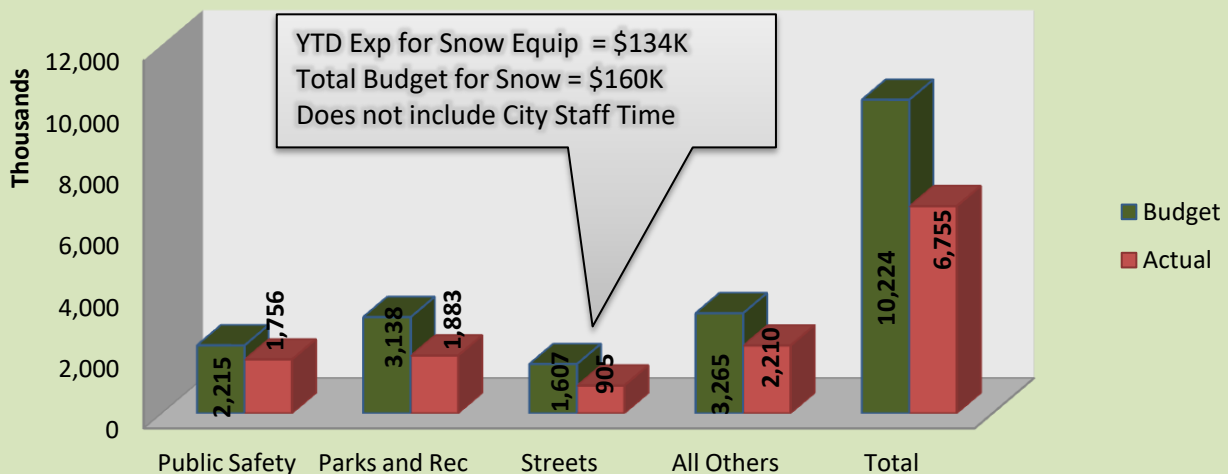 YTD Exp for Snow Equip = $134K
Total Budget for Snow = $160K
Does not include City Staff Time
Thousands
12,000
10,000
8,000
6,000
4,000
2,000
0
2,215
1,756
3,138
1,883
1,607
905
3,265
2,210
10,224
6,755
Public Safety
Parks and Rec
Streets
All Others
Total
Budget
Actual